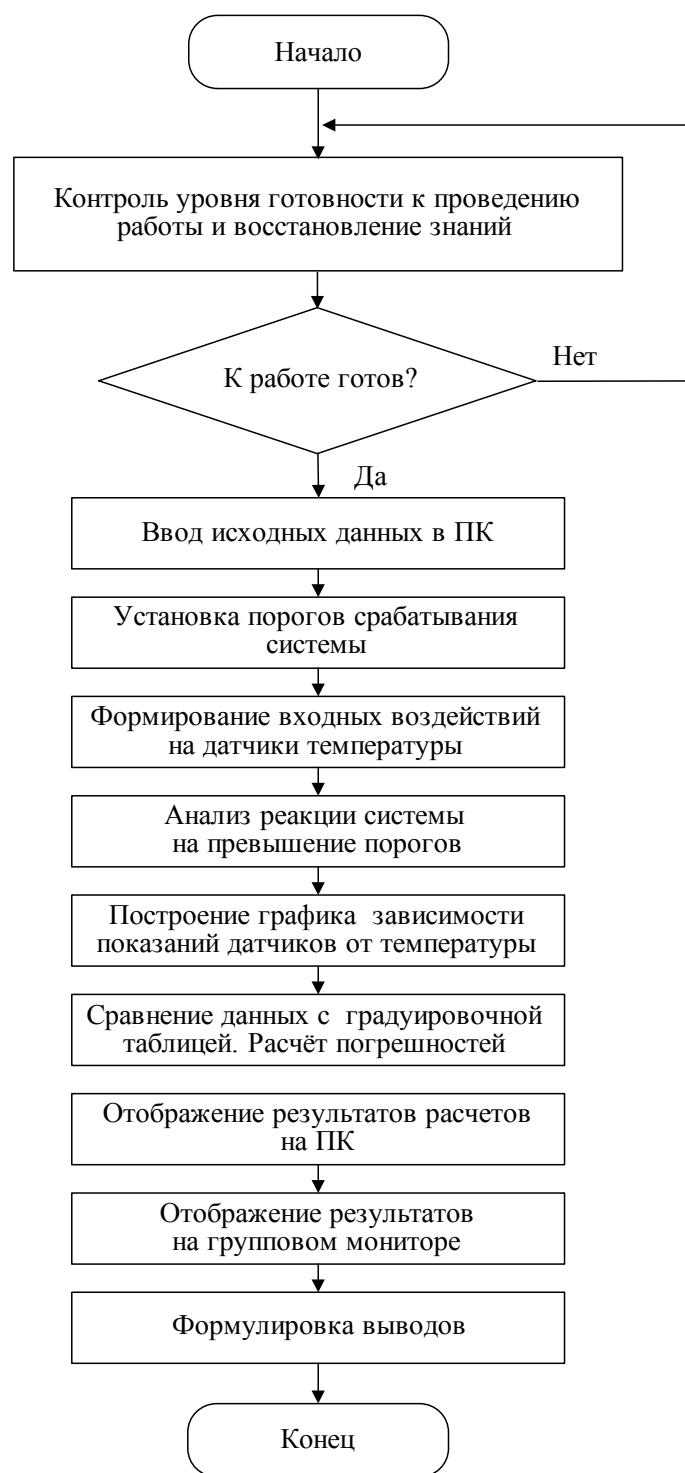 Начало
Контроль уровня готовности к проведению
работы и восстановление знаний
К работе готов?
Нет
Да
Ввод исходных данных в ПК
Установка порогов срабатывания
системы
Формирование входных воздействий
на датчики температуры
Анализ реакции системы
на превышение порогов
Построение графика зависимости
показаний датчиков от температуры
Сравнение данных с градуировочной
таблицей. Расчёт погрешностей
Отображение результатов расчетов
на ПК
Отображение результатов
на групповом мониторе
Формулировка выводов
Конец